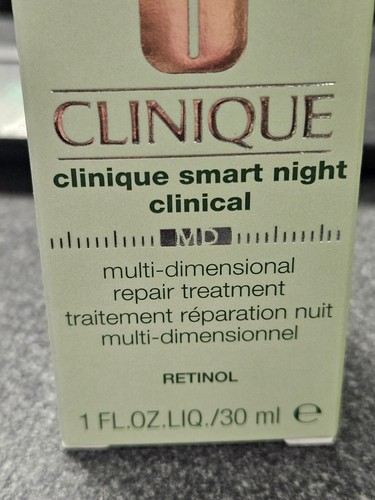 CLINIQUE
clinique smart night
clinical
MD
multi-dimensional
repair treatment
traitement réparation nuit
multi-dimensionnel
RETINOL
1 FL.OZ.LIQ./30 ml ℮